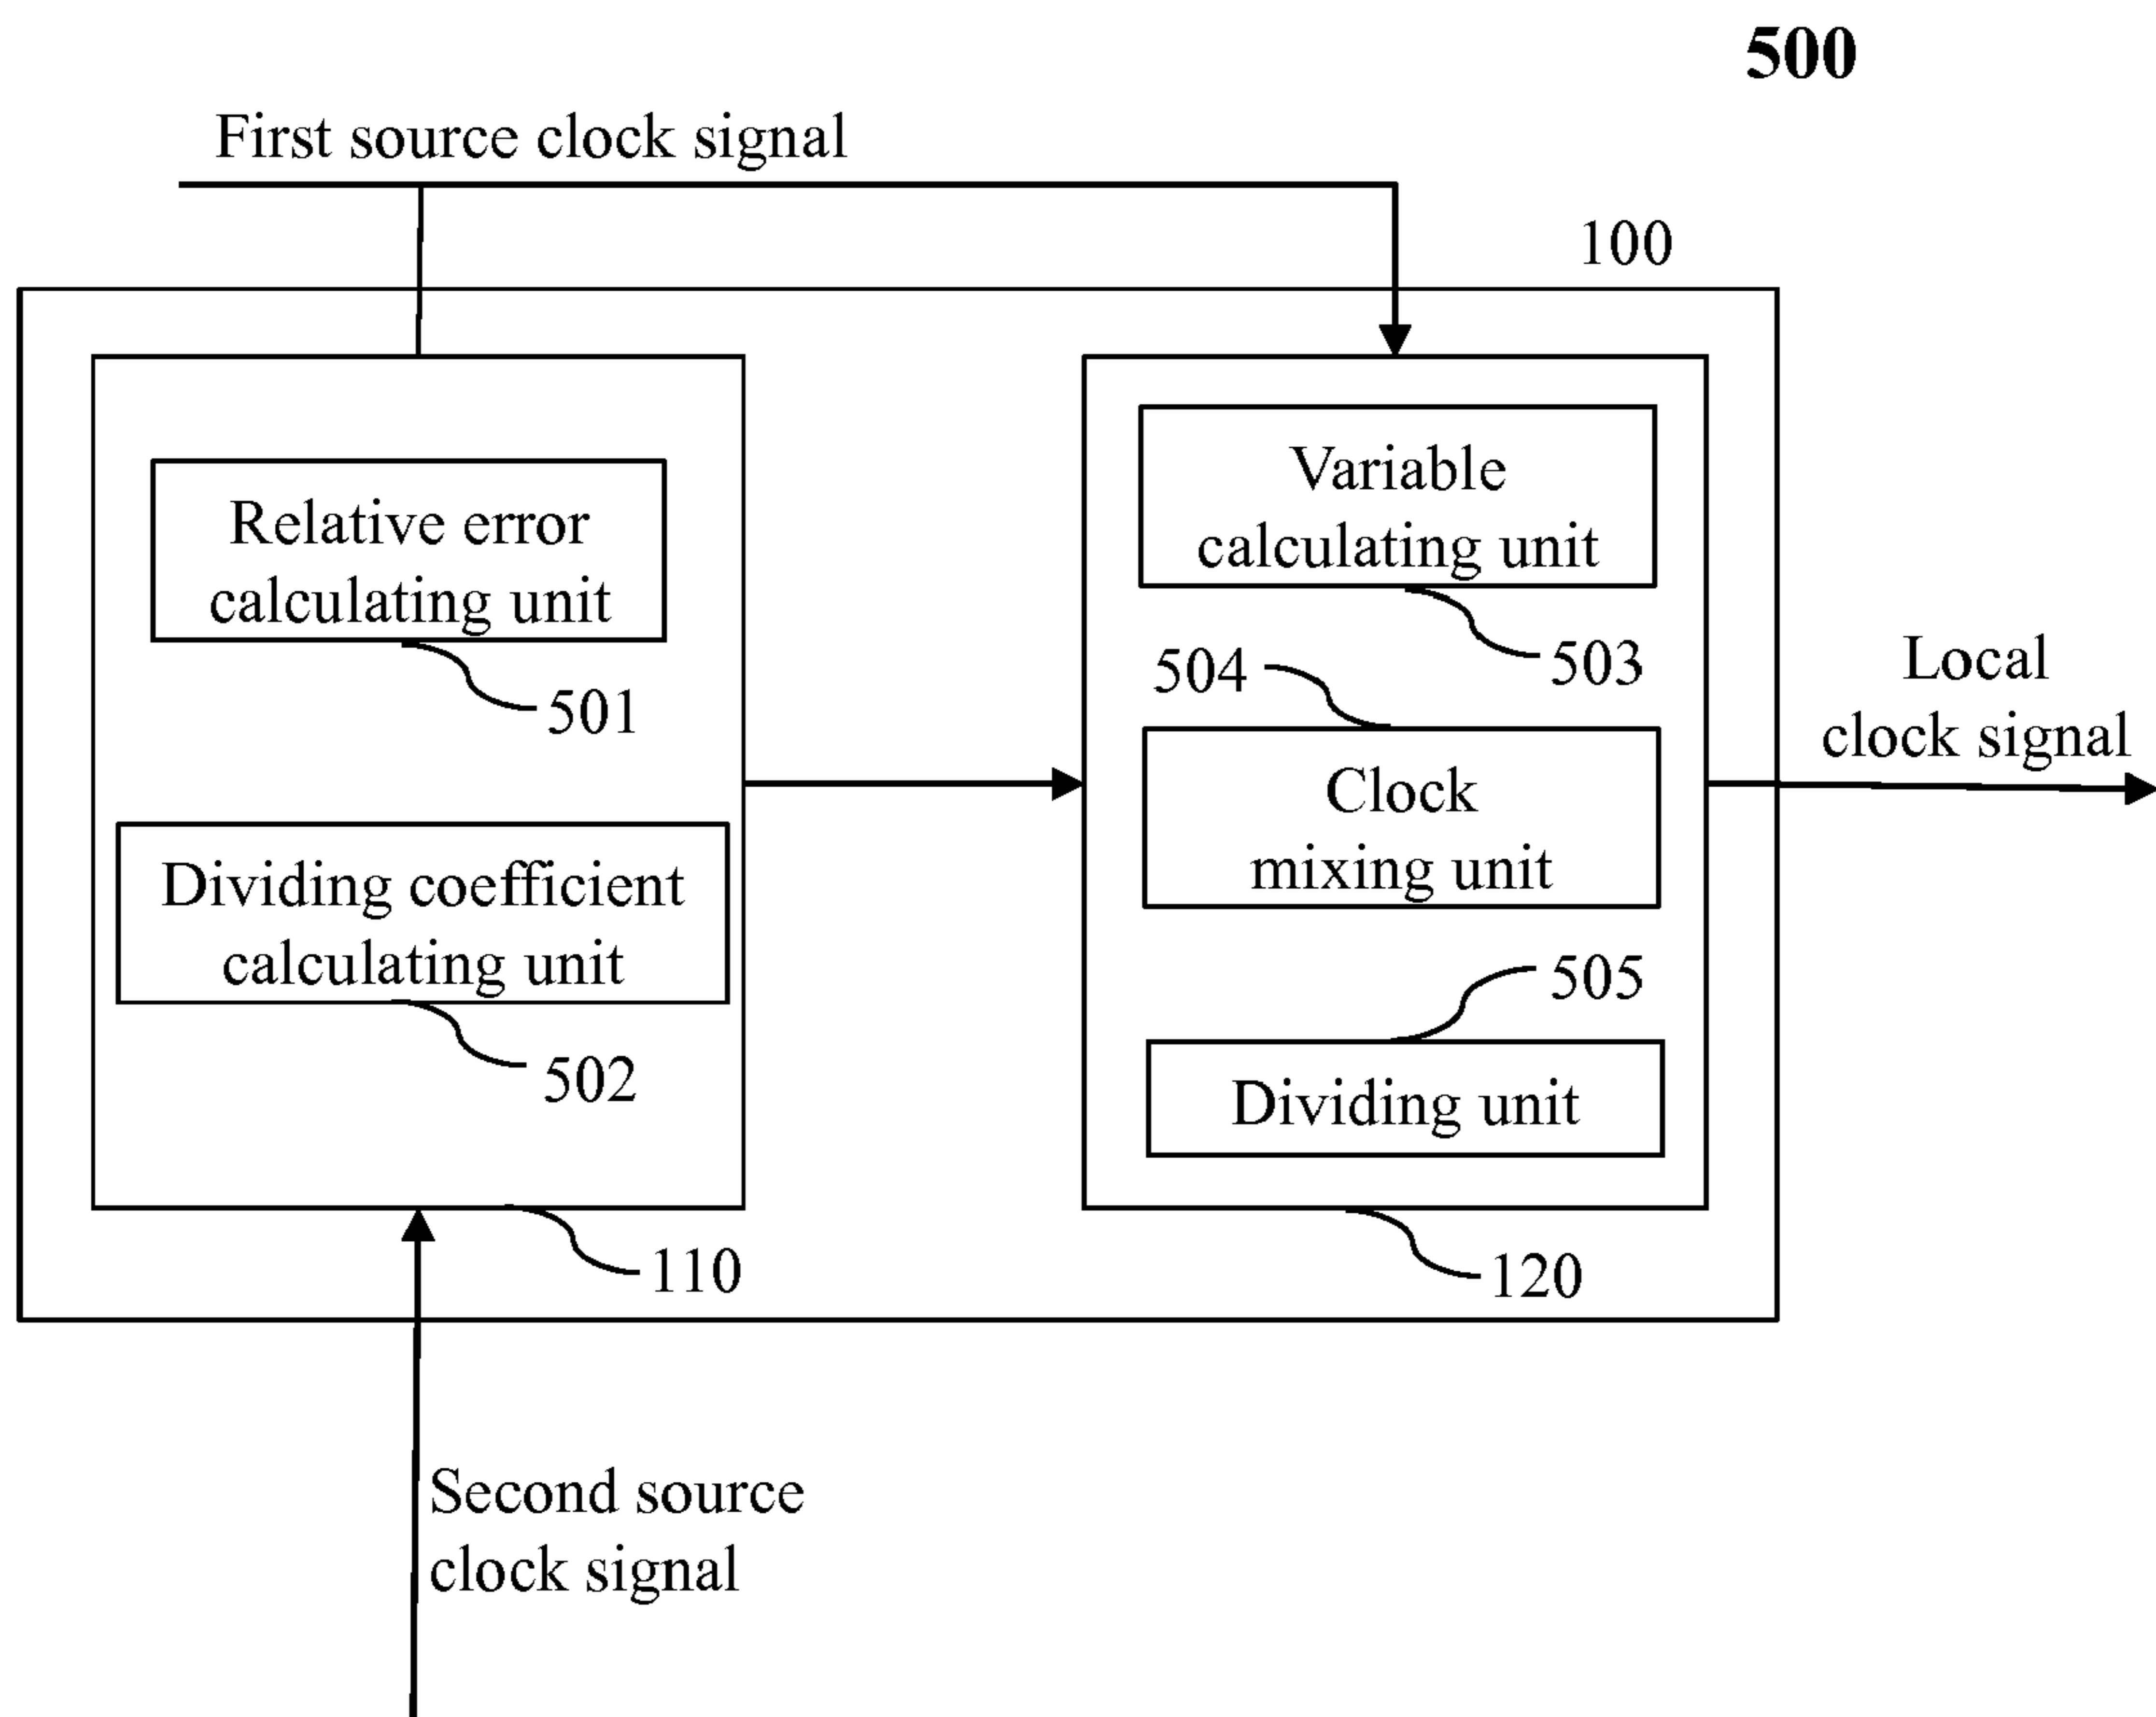 500
First source clock signal
100
Relative error
calculating unit
501
Dividing coefficient
calculating unit
502
110
Variable
calculating unit
503
504
Clock
mixing unit
505
Dividing unit
120
Local
clock signal
Second source
clock signal